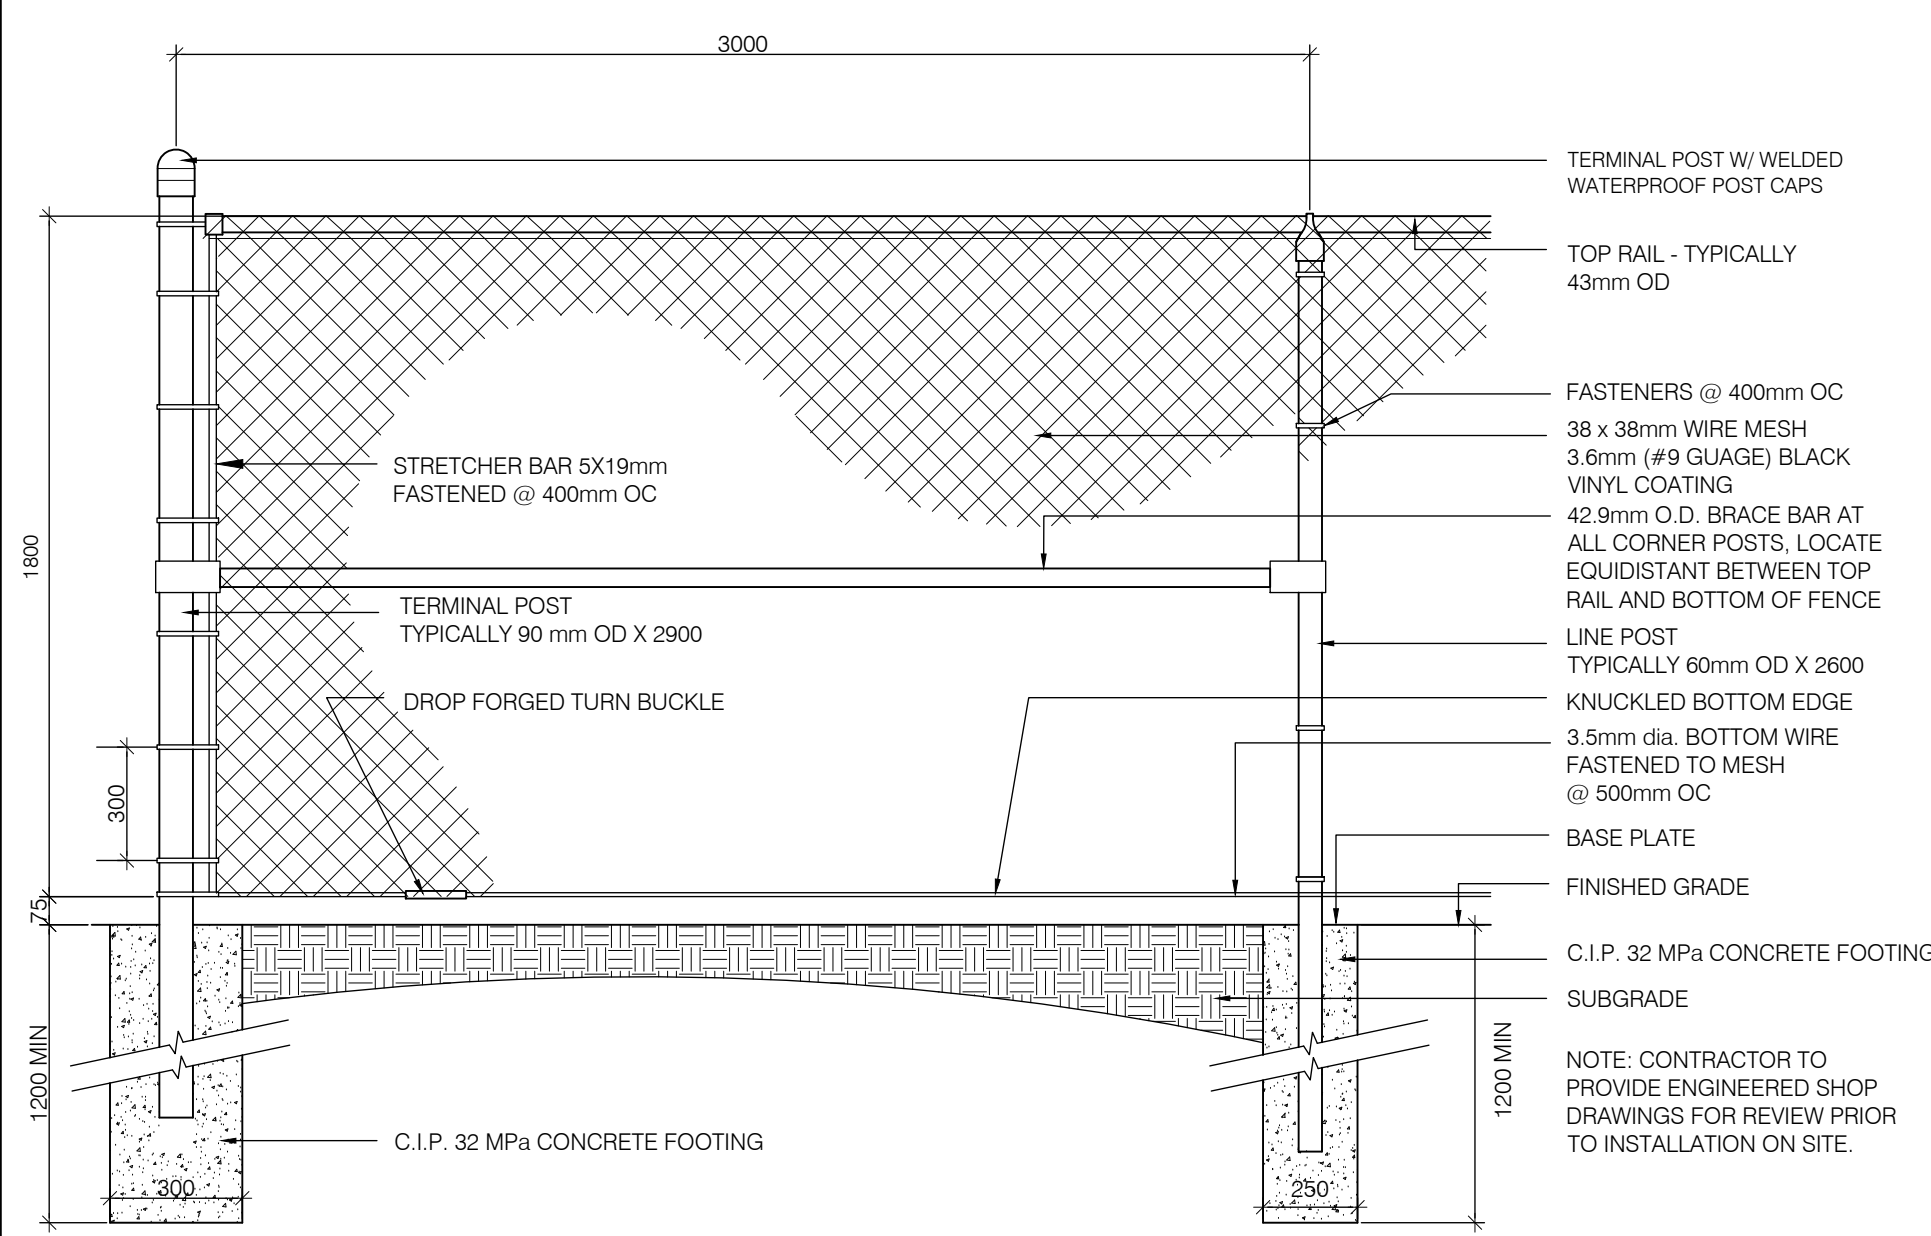 3000
TERMINAL POST W/ WELDED
WATERPROOF POST CAPS
TOP RAIL - TYPICALLY
43mm OD
FASTENERS @ 400mm OC
38 x 38mm WIRE MESH
3.6mm (#9 GUAGE) BLACK
VINYL COATING
42.9mm O.D. BRACE BAR AT
ALL CORNER POSTS, LOCATE
EQUIDISTANT BETWEEN TOP
RAIL AND BOTTOM OF FENCE
LINE POST
TYPICALLY 60mm OD X 2600
KNUCKLED BOTTOM EDGE
3.5mm dia. BOTTOM WIRE
FASTENED TO MESH
@ 500mm OC
BASE PLATE
FINISHED GRADE
C.I.P. 32 MPa CONCRETE FOOTING
SUBGRADE
NOTE: CONTRACTOR TO
PROVIDE ENGINEERED SHOP
DRAWINGS FOR REVIEW PRIOR
TO INSTALLATION ON SITE.
STRETCHER BAR 5X19mm
FASTENED @ 400mm OC
TERMINAL POST
TYPICALLY 90 mm OD X 2900
DROP FORGED TURN BUCKLE
C.I.P. 32 MPa CONCRETE FOOTING
1800
300
75
1200 MIN
300
250
1200 MIN